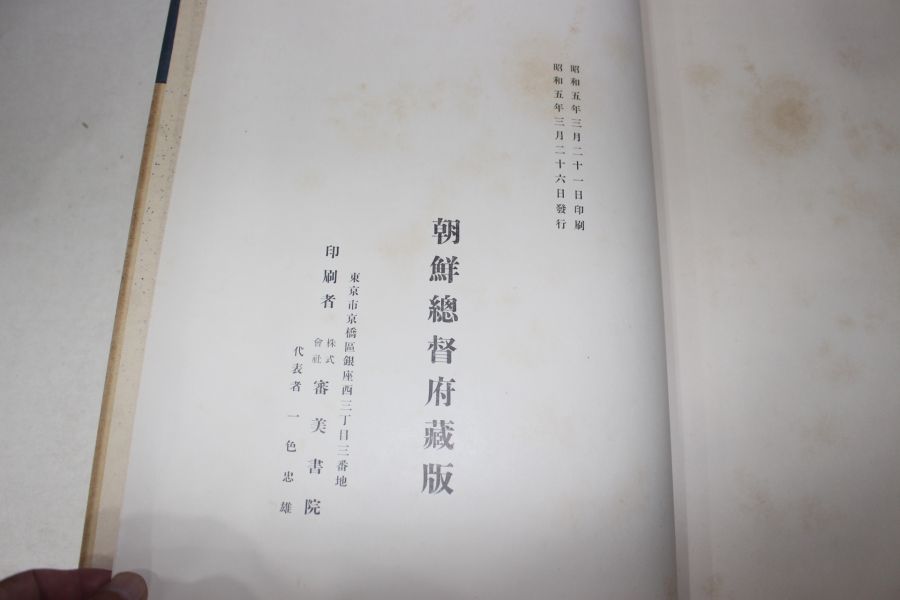 昭和五年三月二十一日印刷
昭和五年三月二十六日發行
朝鮮總督府藏版
東京市京橋區銀座西三丁目三番地
印刷者 株式會社 審美書院
代表者 一色忠雄